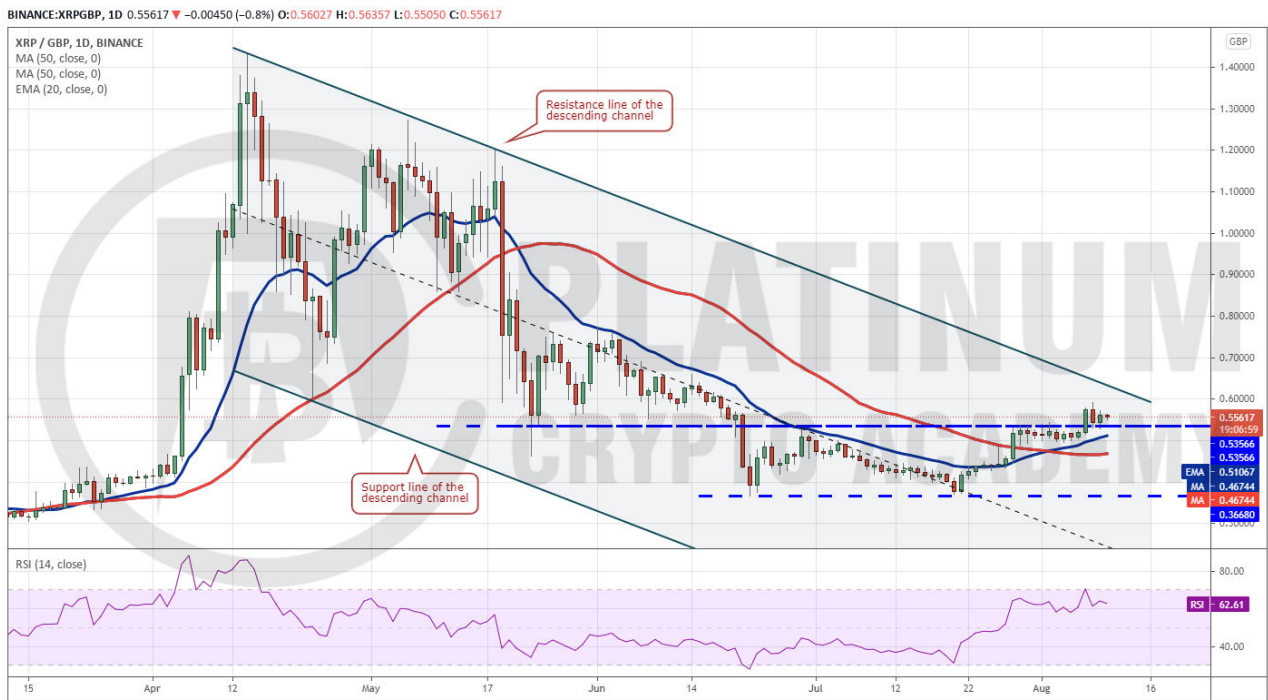 BINANCE:XRPGBP, 1D 0.55617 ▼ −0.00450 (−0.8%) O:0.56027 H:0.56357 L:0.55050 C:0.55617
XRP / GBP, 1D, BINANCE
MA (50, close, 0)
MA (50, close, 0)
EMA (20, close, 0)
GBP
Resistance line of the
descending channel
Support line of the
descending channel
PLATINUM
CRYPTO ACADEMY
1.40000
1.30000
1.20000
1.10000
1.00000
0.90000
0.80000
0.70000
0.60000
0.55617
19:06:59
0.53566
0.53566
EMA 0.51067
MA 0.46744
MA 0.46744
0.36680
0.30000
RSI (14, close)
80.00
RSI 62.61
40.00
15 Apr 12 May 17 Jun 14 Jul 12 22 Aug 16